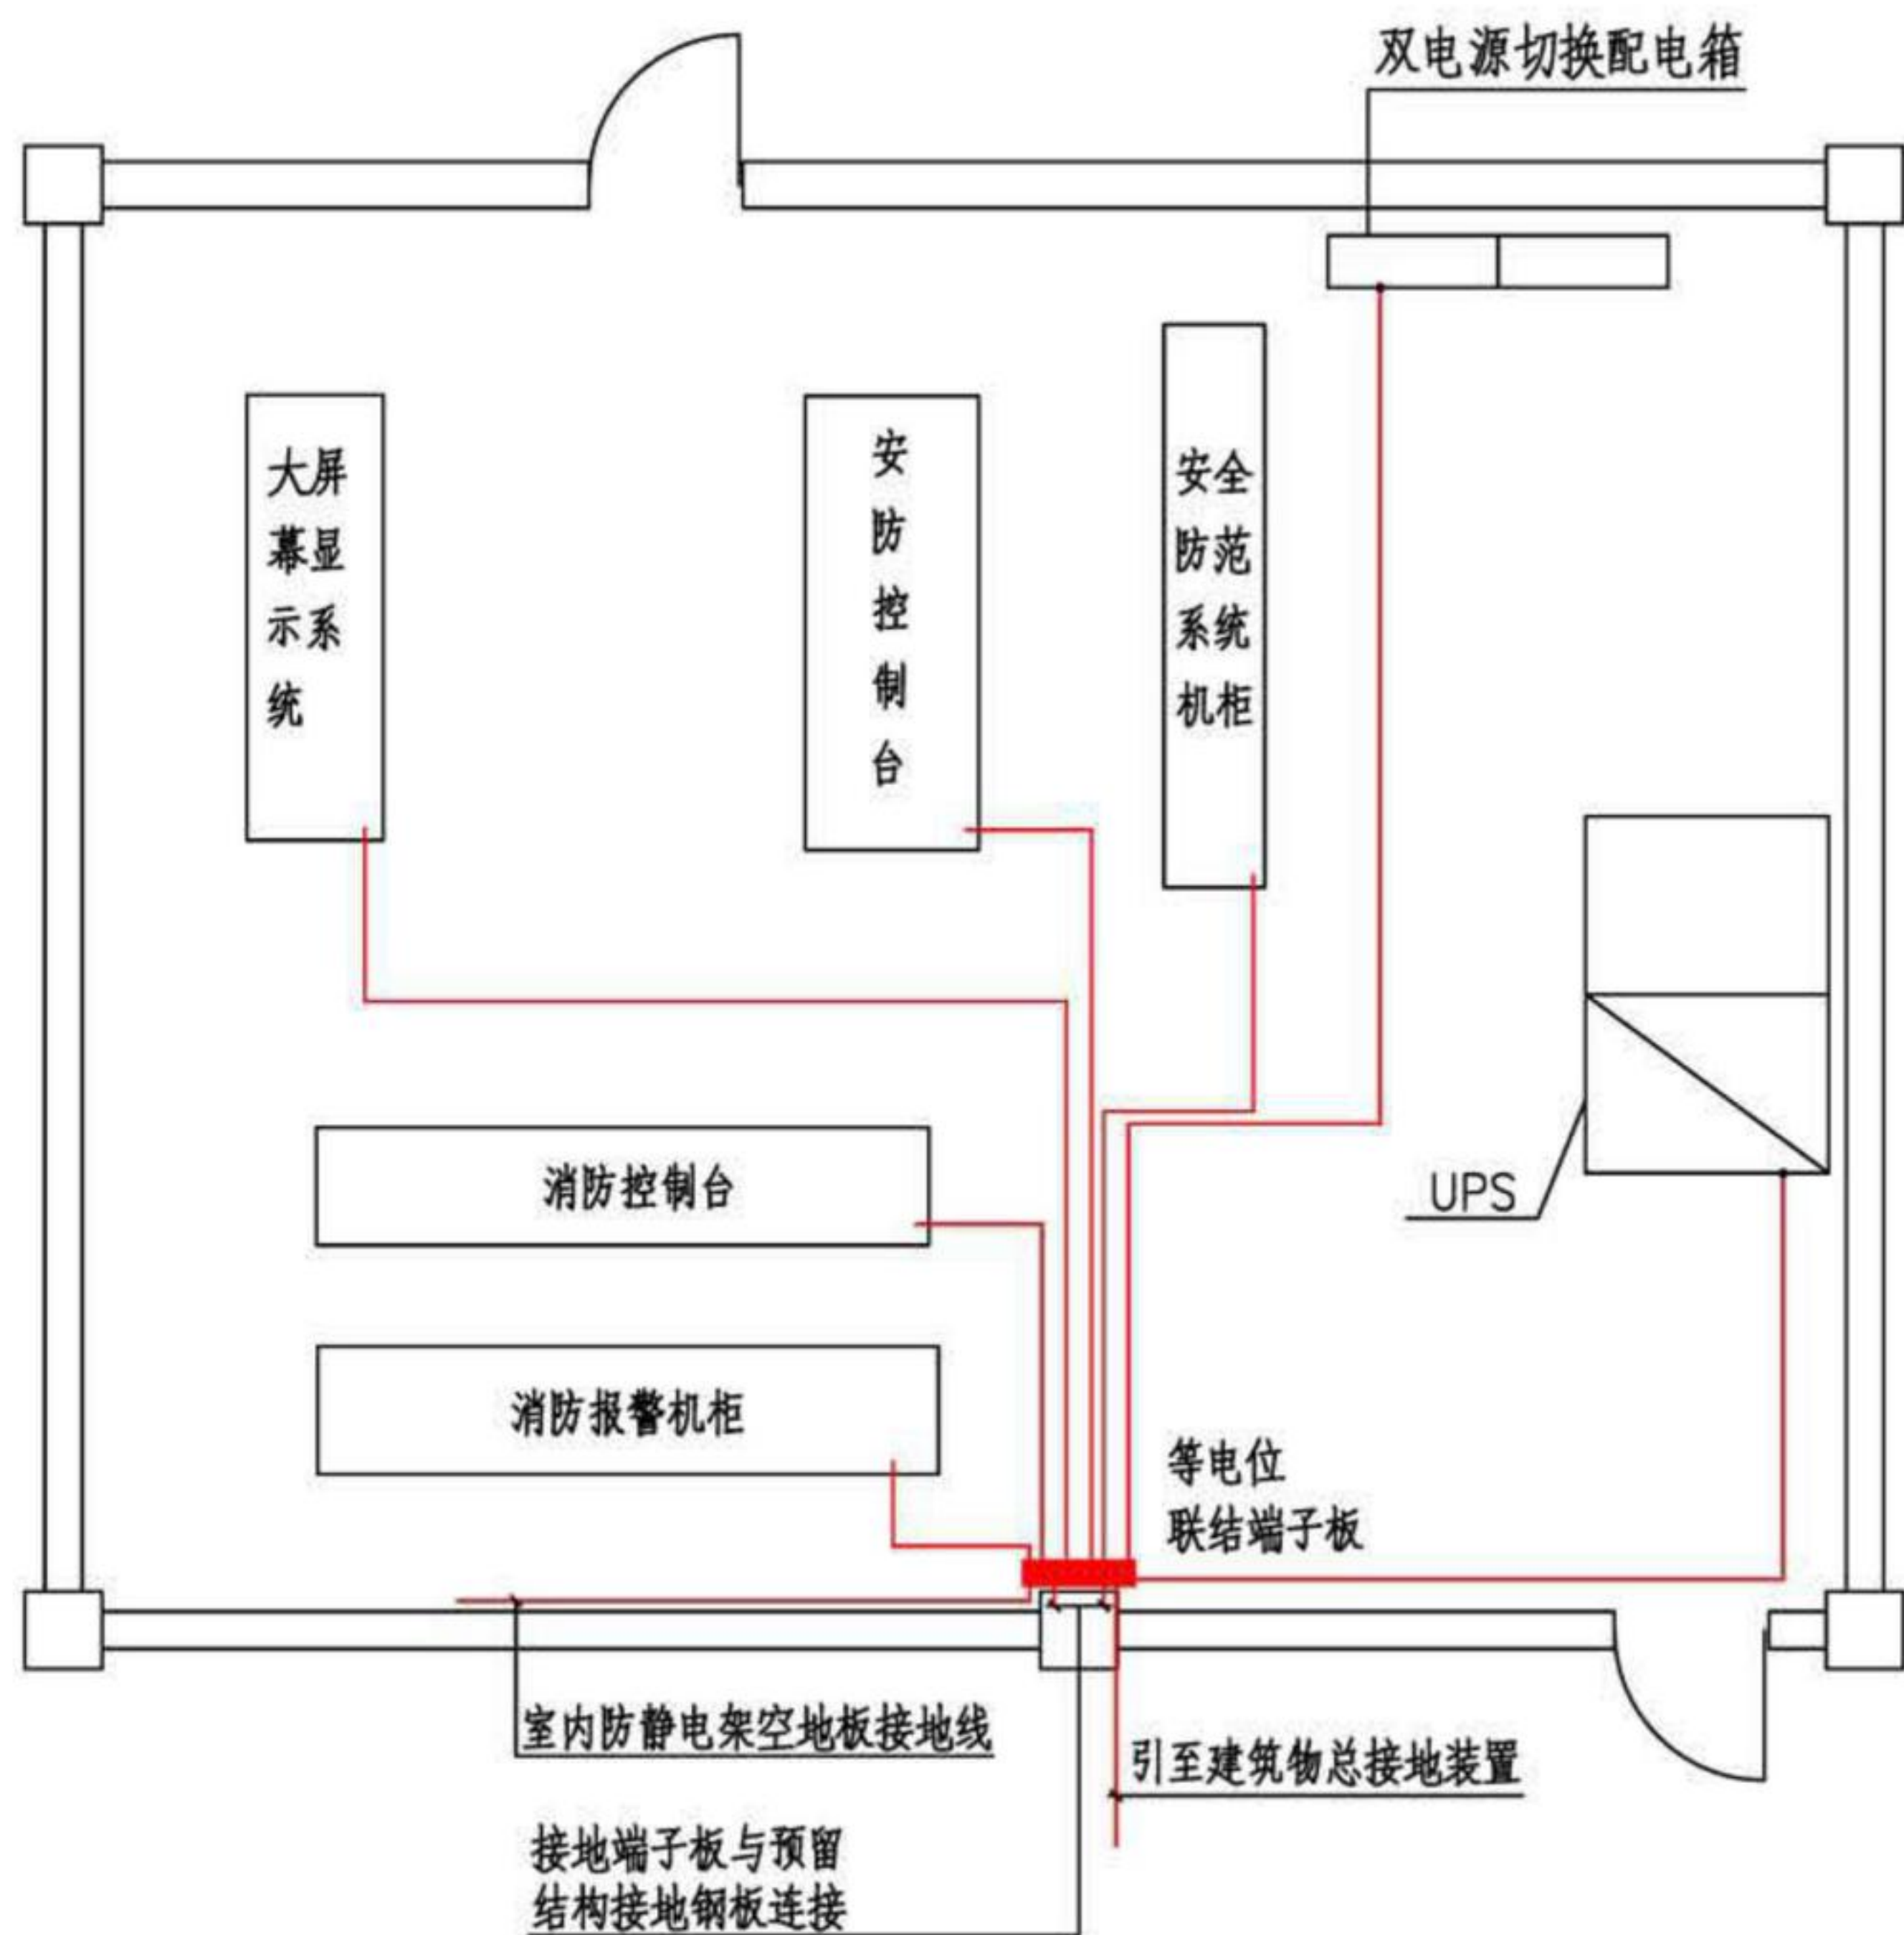 双电源切换配电箱
大屏
幕显
示系
统
安
防
控
制
台
安全
防范
系统
机柜
消防控制台
UPS
消防报警机柜
等电位
联结端子板
室内防静电架空地板接地线
引至建筑物总接地装置
接地端子板与预留
结构接地钢板连接